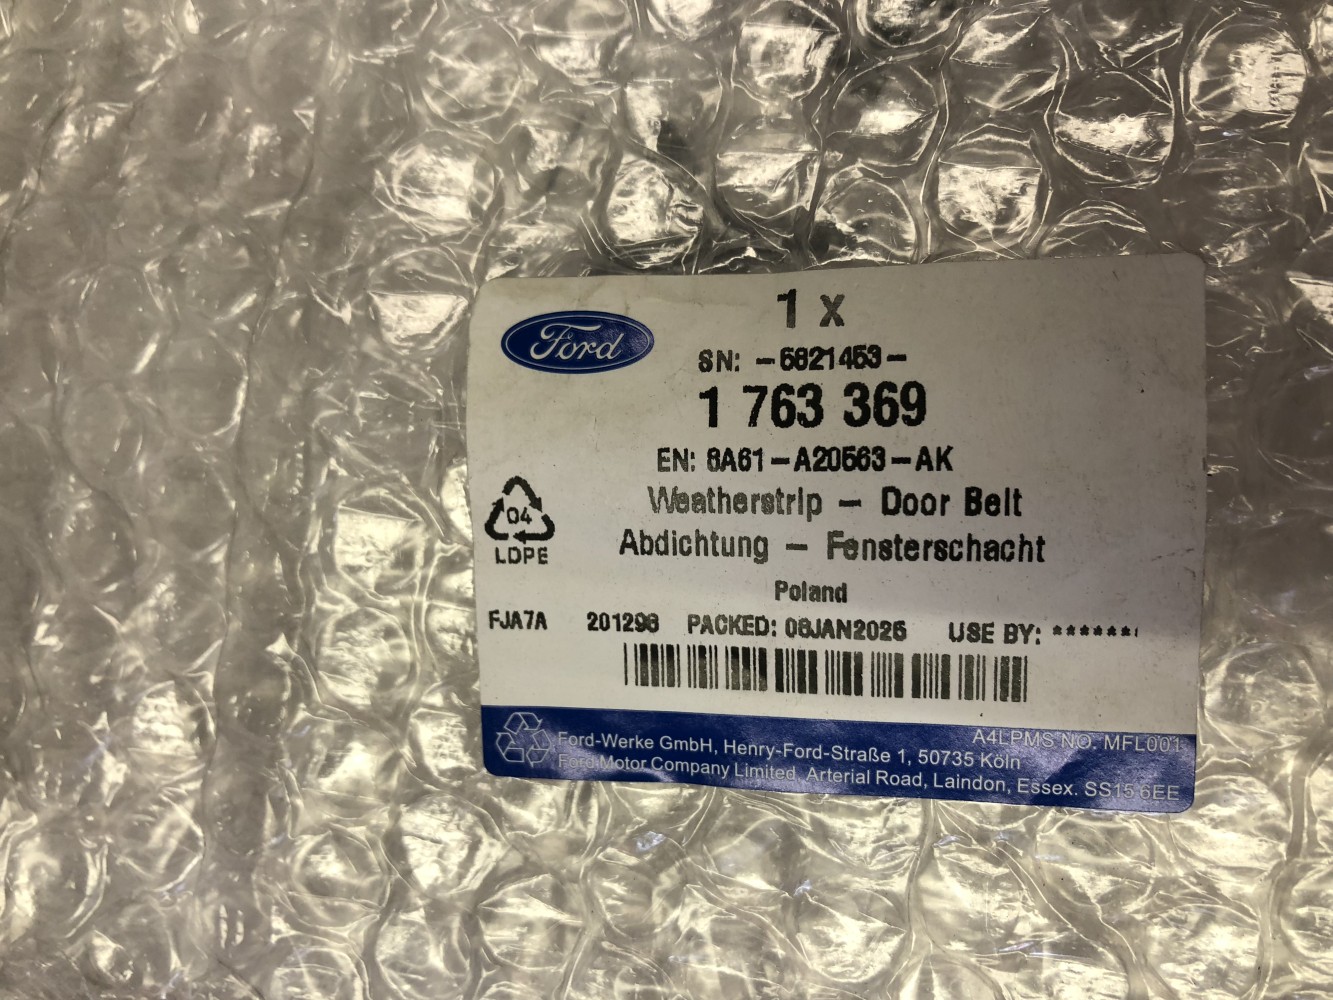 1 x
Ford
SN: -6821453-
1 763 369
EN: 8A61-A20563-AK
Weatherstrip - Door Belt
04
LDPE
Abdichtung - Fensterschacht
Poland
FJA7A 201298 PACKED: 08JAN2025 USE BY: ******
A4LPMS NO. MFL001
Ford-Werke GmbH, Henry-Ford-Straße 1, 50735 Köln
Ford Motor Company Limited, Arterial Road, Laindon, Essex. SS15 6EE